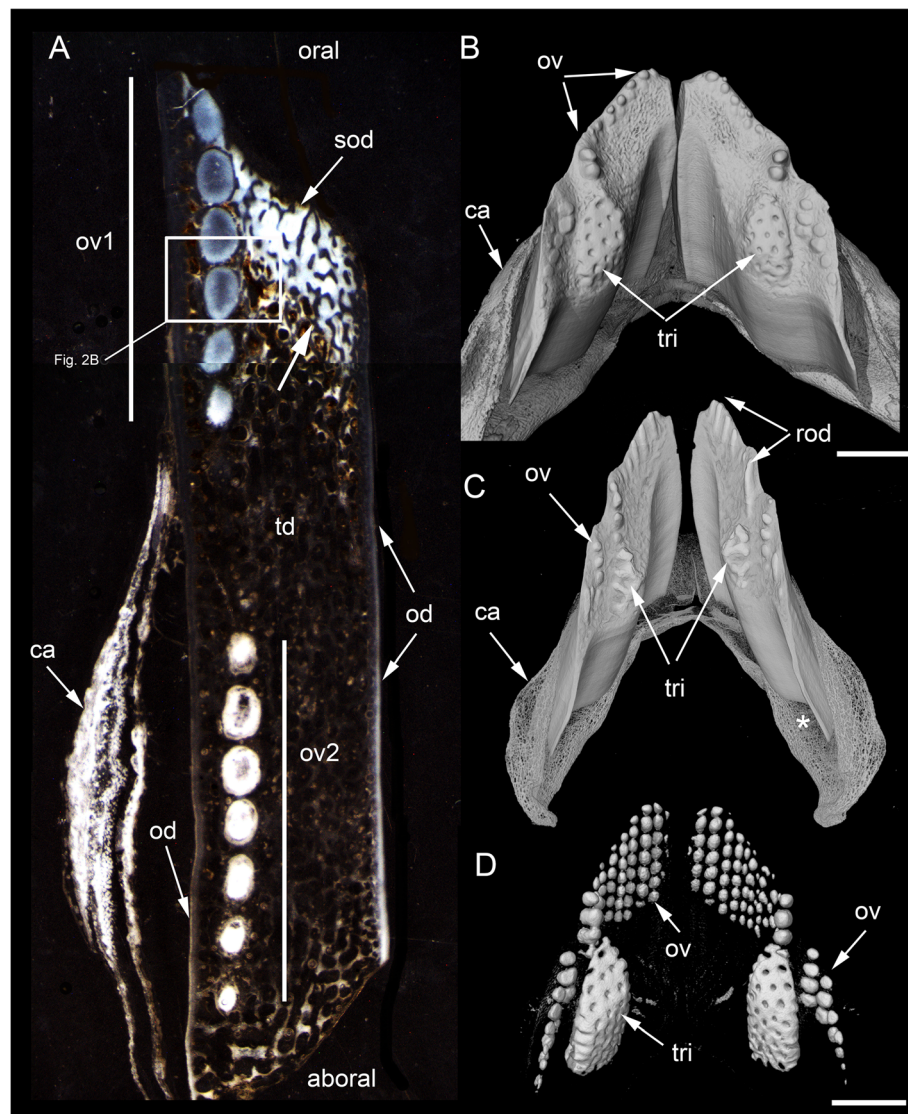 A
oral
sod
ov1
Fig. 2B
td
od
ca
ov2
od
aboral
B
ov
ca
tri
rod
C
ov
ca
tri
*
D
ov
ov
tri